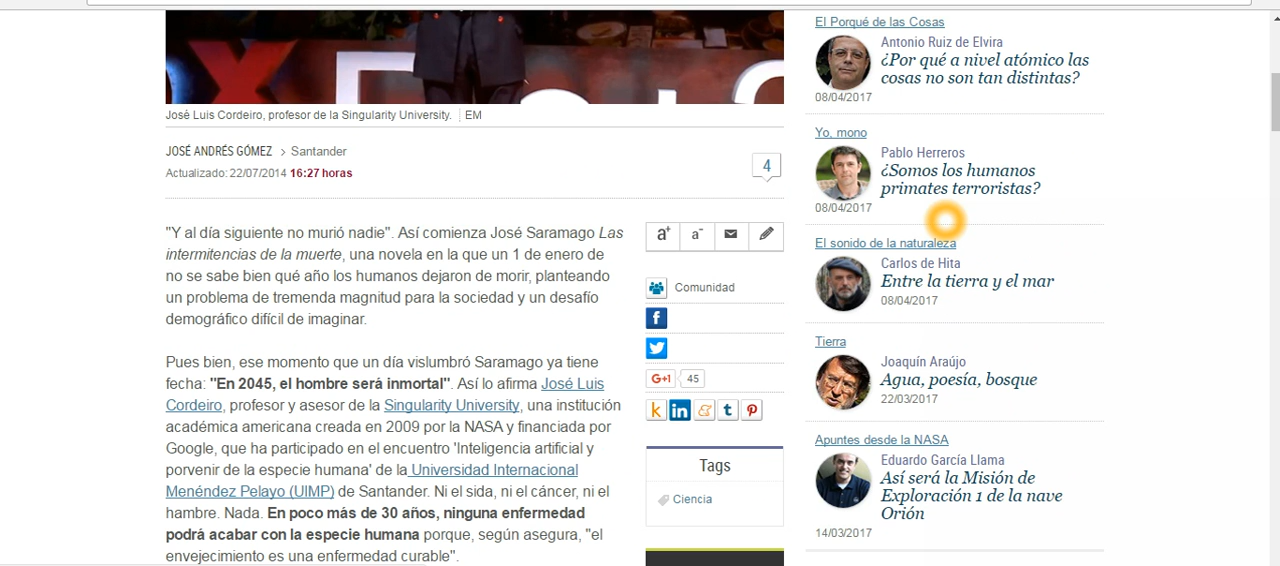 José Luis Cordeiro, profesor de la Singularity University. EM
JOSÉ ANDRÉS GÓMEZ > Santander
Actualizado: 22/07/2014 16:27 horas
4
"Y al día siguiente no murió nadie". Así comienza José Saramago Las
intermitencias de la muerte, una novela en la que un 1 de enero de
no se sabe bien qué año los humanos dejaron de morir, planteando
un problema de tremenda magnitud para la sociedad y un desafío
demográfico difícil de imaginar.
Pues bien, ese momento que un día vislumbró Saramago ya tiene
fecha: "En 2045, el hombre será inmortal". Así lo afirma José Luis
Cordeiro, profesor y asesor de la Singularity University, una institución
académica americana creada en 2009 por la NASA y financiada por
Google, que ha participado en el encuentro 'Inteligencia artificial y
porvenir de la especie humana' de la Universidad Internacional
Menéndez Pelayo (UIMP) de Santander. Ni el sida, ni el cáncer, ni el
hambre. Nada. En poco más de 30 años, ninguna enfermedad
podrá acabar con la especie humana porque, según asegura, "el
envejecimiento es una enfermedad curable".
a+ a-
Comunidad
f
G+1 45
k in t
Tags
Ciencia
El Porqué de las Cosas
Antonio Ruiz de Elvira
¿Por qué a nivel atómico las
cosas no son tan distintas?
08/04/2017
Yo, mono
Pablo Herreros
¿Somos los humanos
primates terroristas?
08/04/2017
El sonido de la naturaleza
Carlos de Hita
Entre la tierra y el mar
08/04/2017
Tierra
Joaquín Araújo
Agua, poesía, bosque
22/03/2017
Apuntes desde la NASA
Eduardo García Llama
Así será la Misión de
Exploración 1 de la nave
Orión
14/03/2017